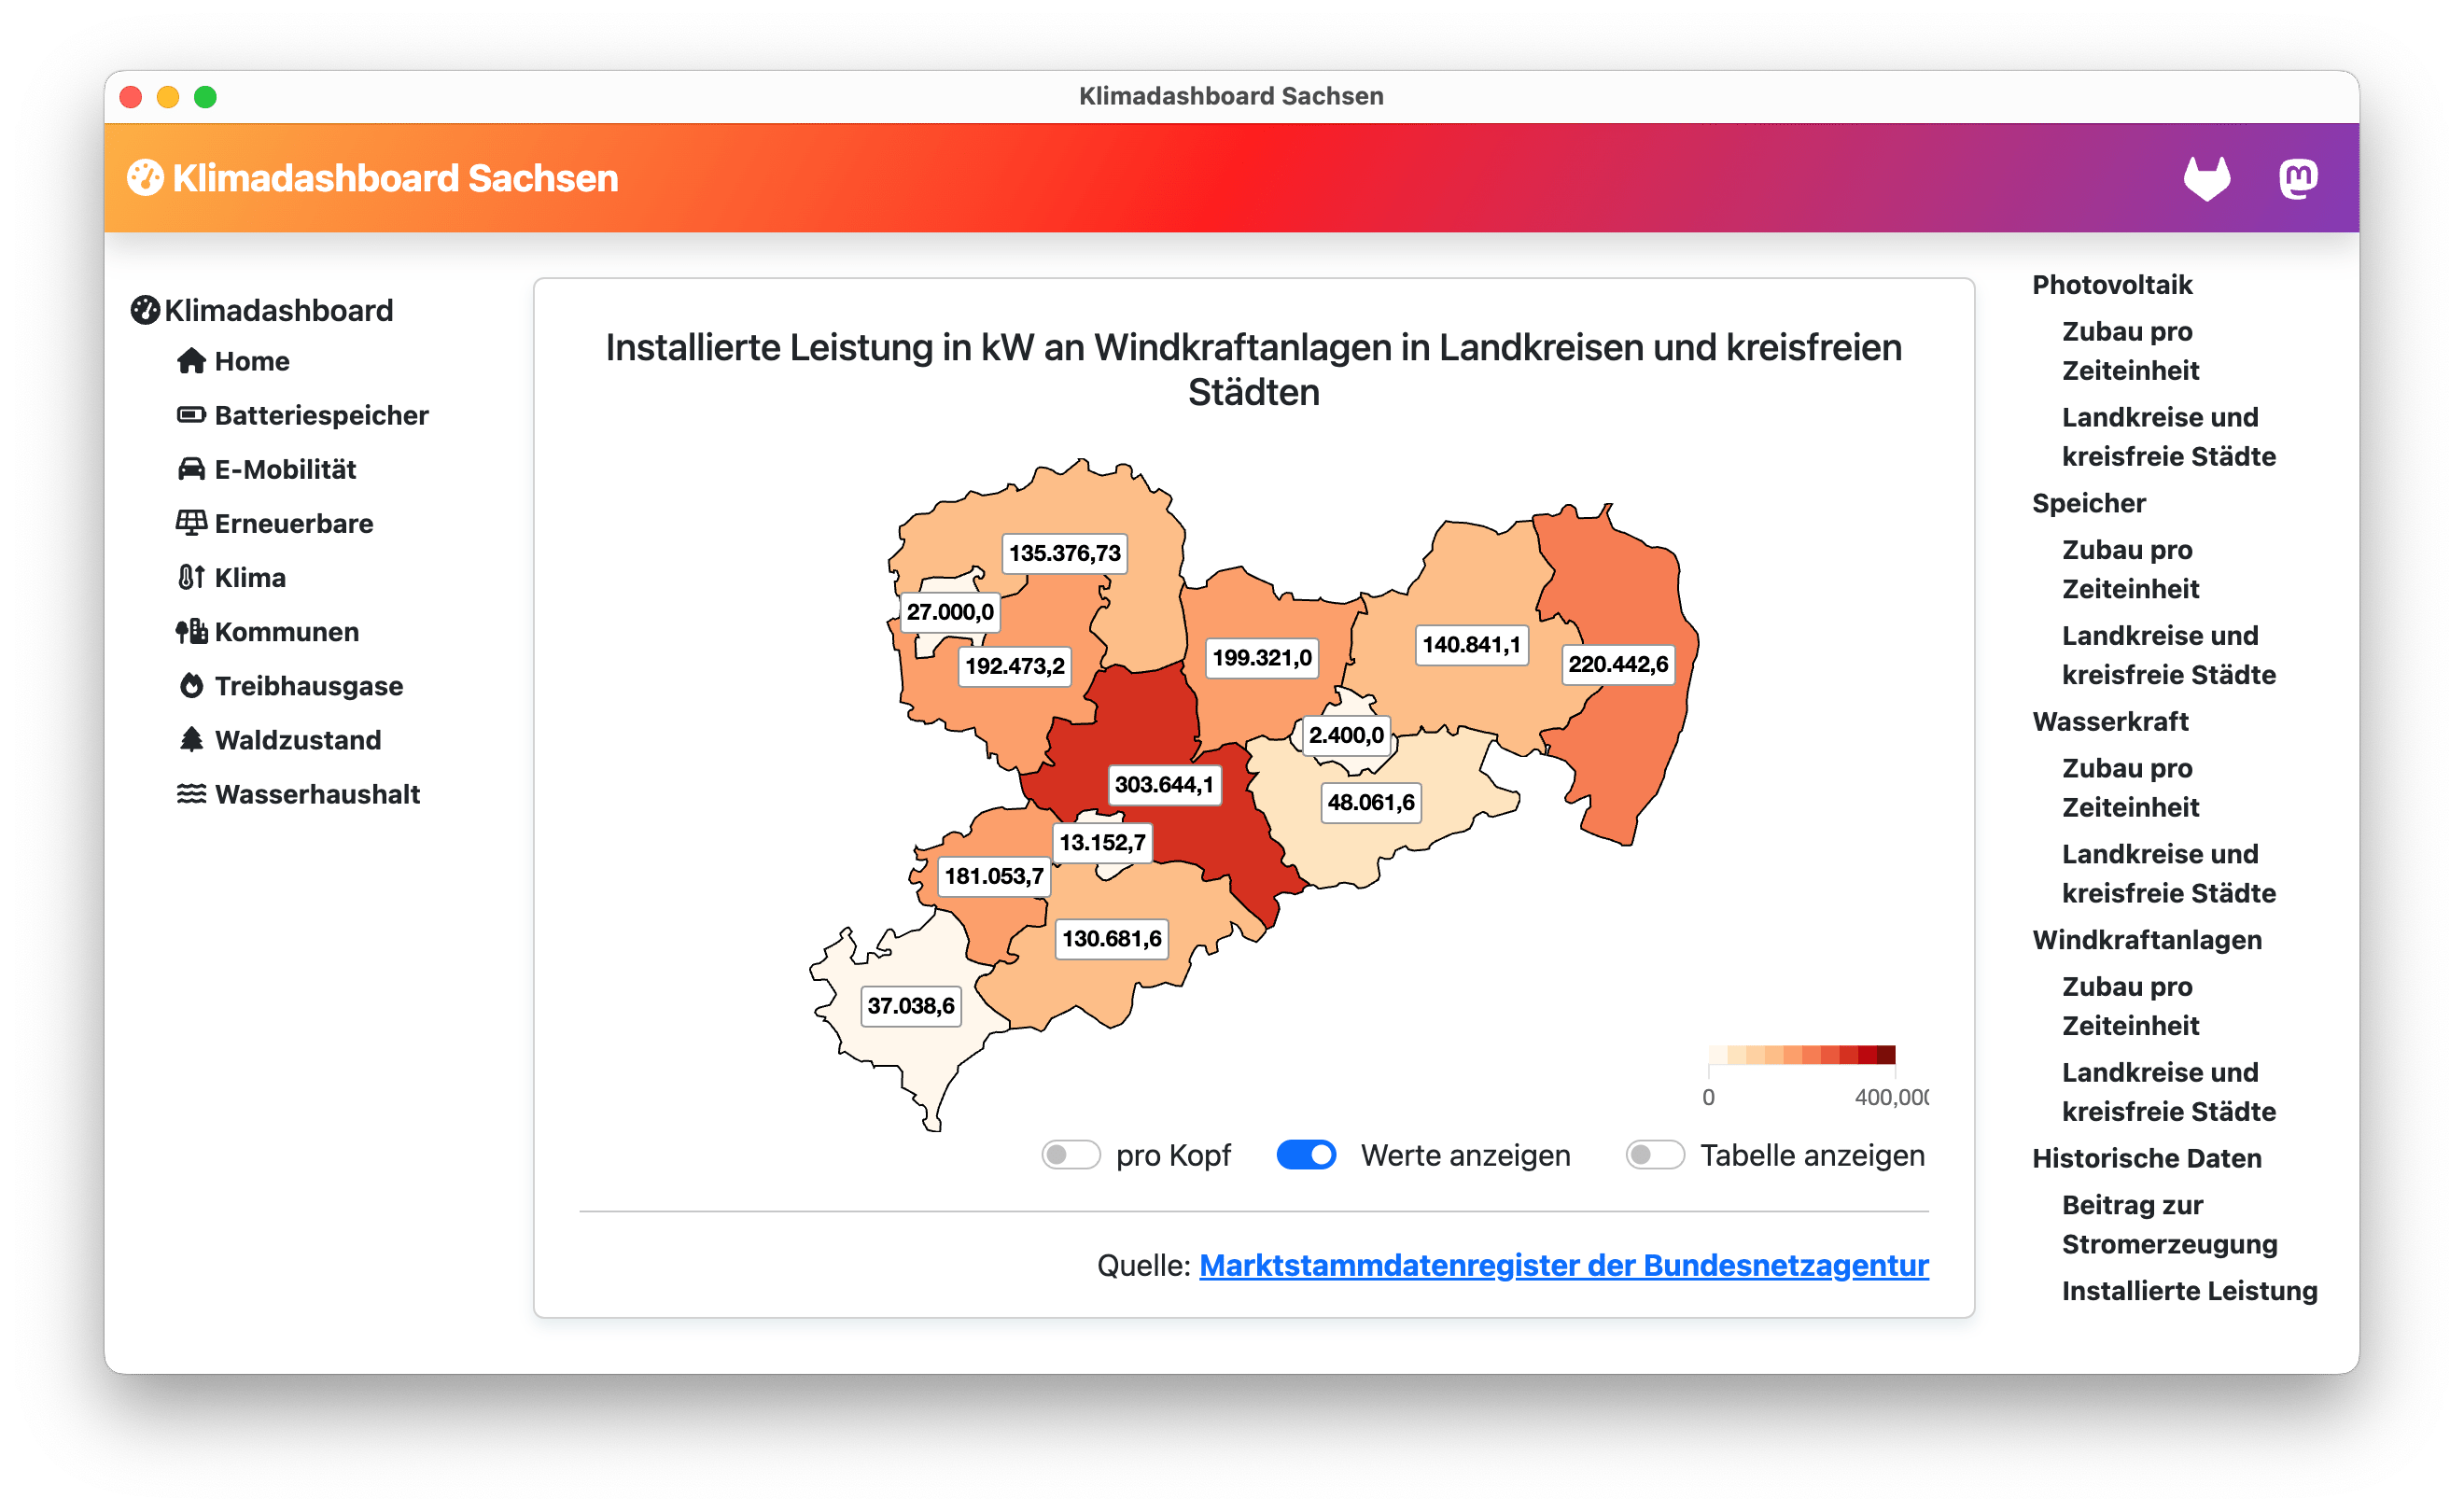 Klimadashboard Sachsen
Klimadashboard Sachsen
Klimadashboard
Home
Batteriespeicher
E-Mobilität
Erneuerbare
Klima
Kommunen
Treibhausgase
Waldzustand
Wasserhaushalt
Installierte Leistung in kW an Windkraftanlagen in Landkreisen und kreisfreien
Städten
135.376,73
27.000,0
192.473,2
199.321,0
140.841,1
220.442,6
2.400,0
303.644,1
48.061,6
13.152,7
181.053,7
130.681,6
37.038,6
0
400,000
pro Kopf
Werte anzeigen
Tabelle anzeigen
Quelle: Marktstammdatenregister der Bundesnetzagentur
Photovoltaik
Zubau pro
Zeiteinheit
Landkreise und
kreisfreie Städte
Speicher
Zubau pro
Zeiteinheit
Landkreise und
kreisfreie Städte
Wasserkraft
Zubau pro
Zeiteinheit
Landkreise und
kreisfreie Städte
Windkraftanlagen
Zubau pro
Zeiteinheit
Landkreise und
kreisfreie Städte
Historische Daten
Beitrag zur
Stromerzeugung
Installierte Leistung